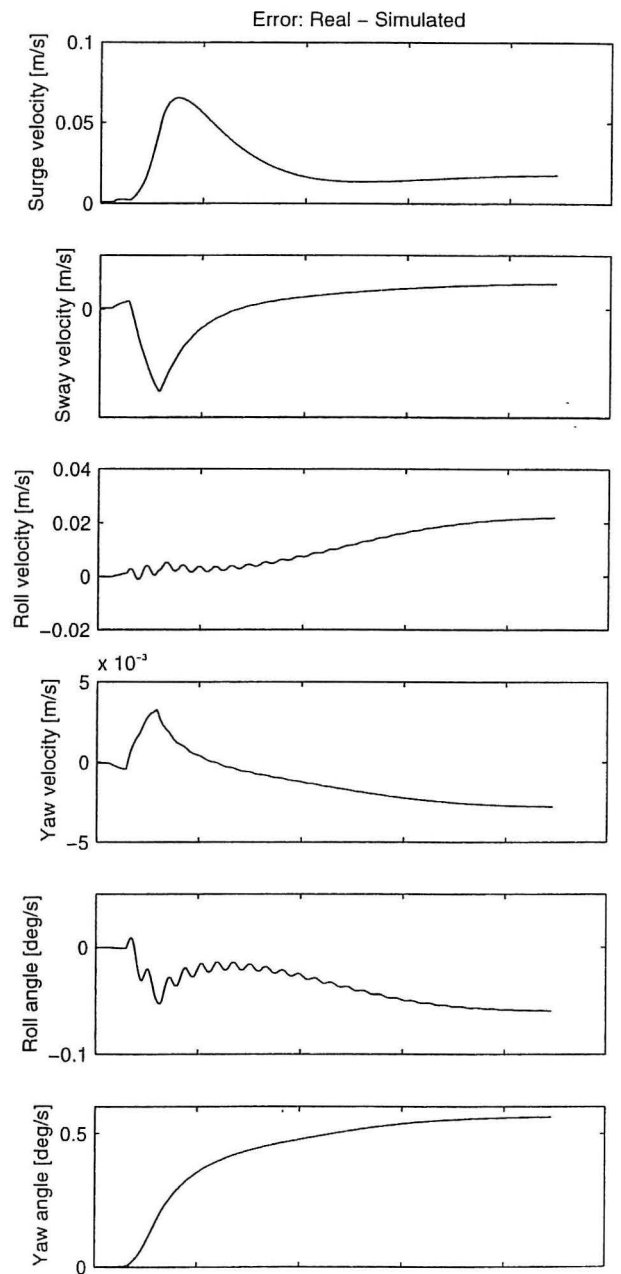 Error: Real – Simulated
Surge velocity [m/s]
0.1
0.05
0
Sway velocity [m/s]
0
Roll velocity [m/s]
0.04
0.02
0
−0.02
x 10⁻³
Yaw velocity [m/s]
5
0
−5
Roll angle [deg/s]
0
−0.1
Yaw angle [deg/s]
0.5
0